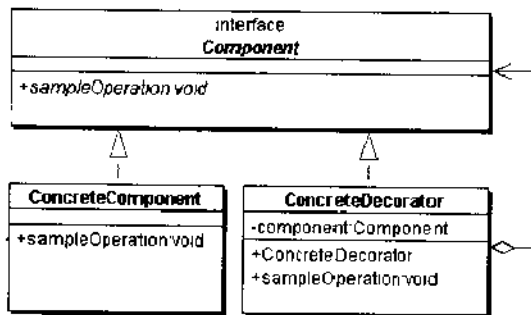 interface
Component
+sampleOperation:void
ConcreteComponent
+sampleOperation:void
ConcreteDecorator
-component:Component
+ConcreteDecorator
+sampleOperation:void